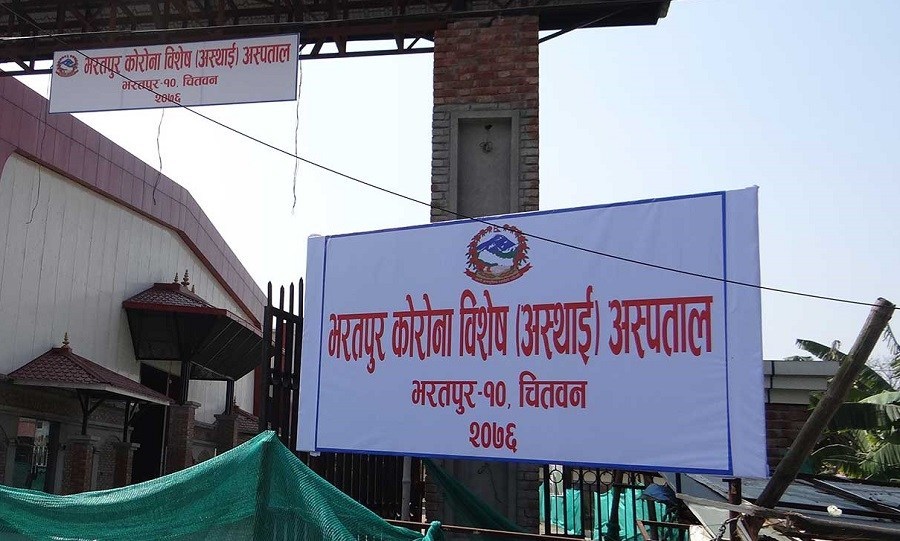 भरतपुर कोरोना विशेष (अस्थाई) अस्पताल
भरतपुर-१०, चितवन
२०७६
भरतपुर कोरोना विशेष (अस्थाई) अस्पताल
भरतपुर-१०, चितवन
२०७६